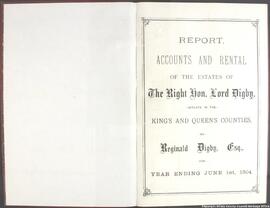 REPORT,
ACCOUNTS AND RENTAL
OF THE ESTATES OF
The Right Hon. Lord Digby,
SITUATE IN THE
KING'S AND QUEEN'S COUNTIES,
BY
Reginald Digby, Esq.,
FOR
YEAR ENDING JUNE 1st, 1904.